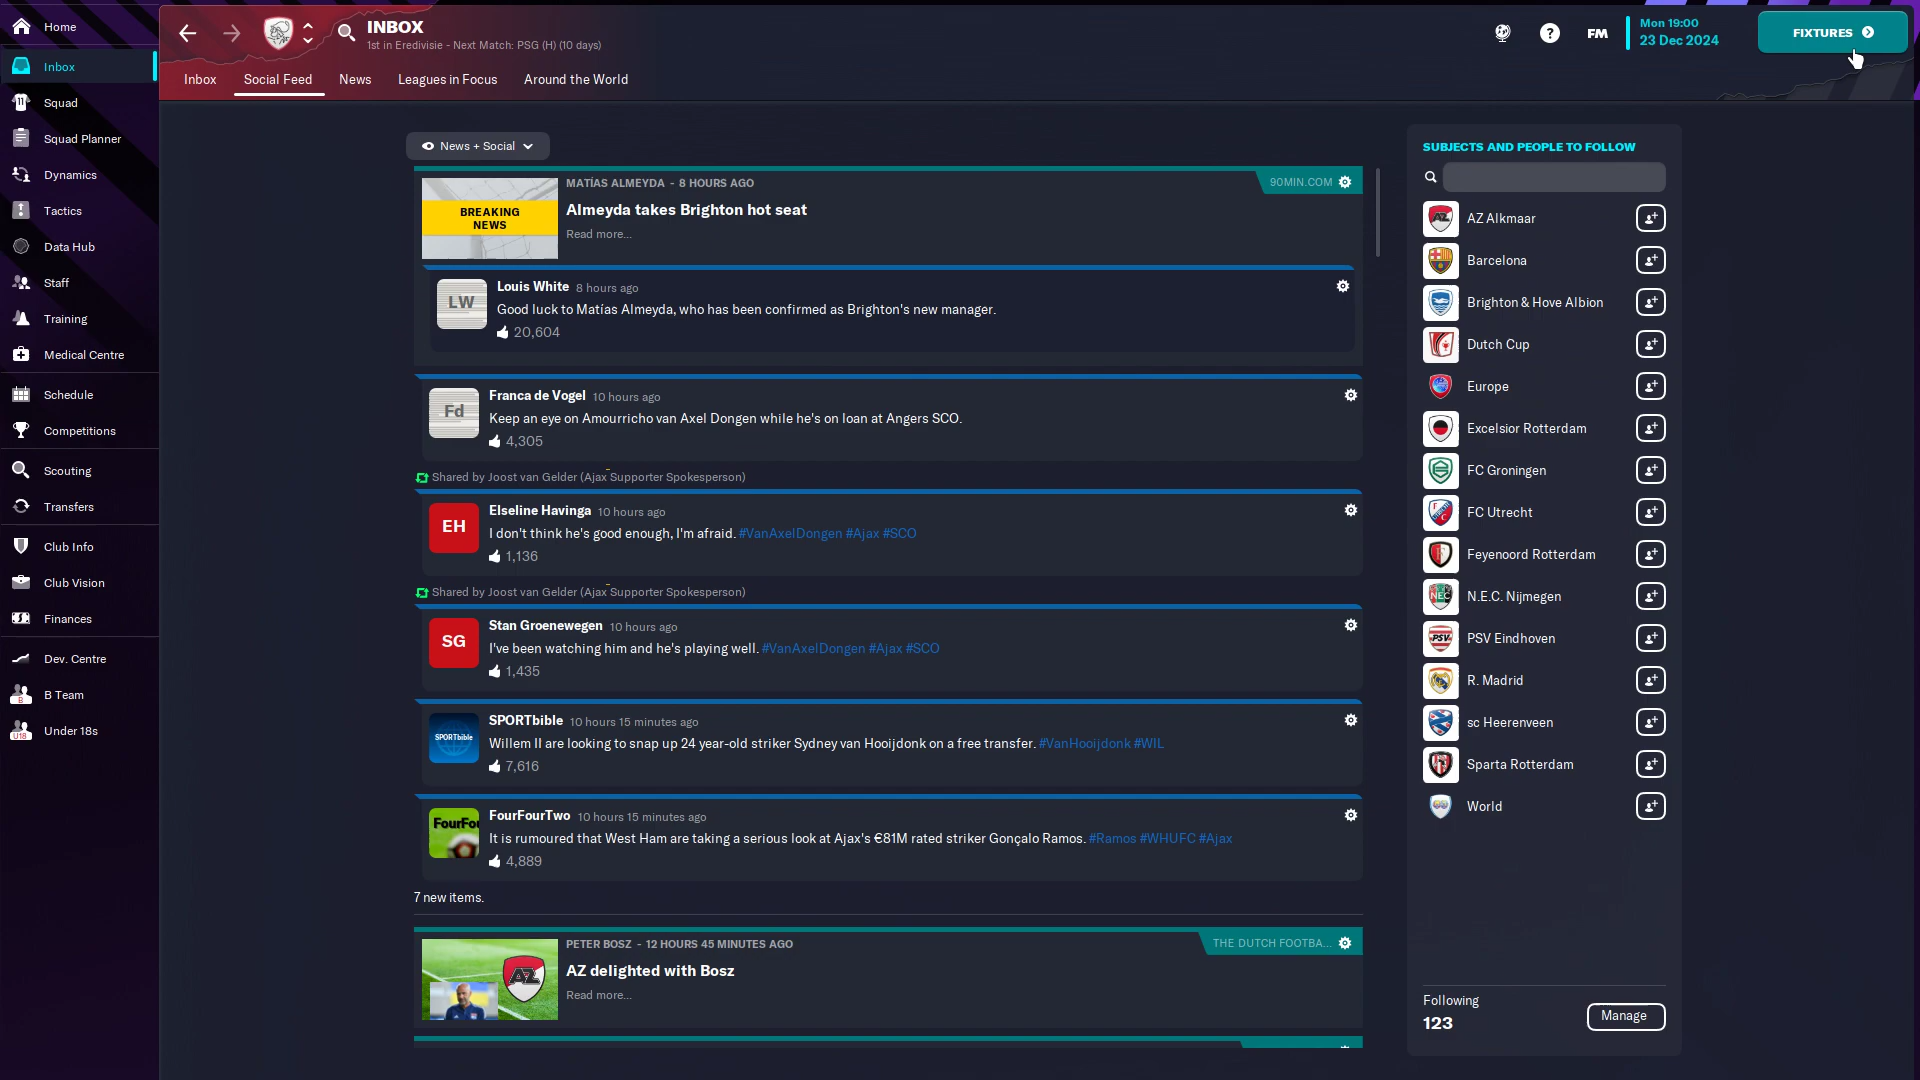 Home
Inbox
Squad
Squad Planner
Dynamics
Tactics
Data Hub
Staff
Training
Medical Centre
Schedule
Competitions
Scouting
Transfers
Club Info
Club Vision
Finances
Dev. Centre
B Team
Under 18s
INBOX
1st in Eredivisie - Next Match: PSG (H) (10 days)
FM
Mon 19:00
23 Dec 2024
FIXTURES
Inbox
Social Feed
News
Leagues in Focus
Around the World
News + Social
BREAKING
NEWS
MATÍAS ALMEYDA - 8 HOURS AGO
90MIN.COM
Almeyda takes Brighton hot seat
Read more...
LW
Louis White 8 hours ago
Good luck to Matías Almeyda, who has been confirmed as Brighton's new manager.
20,604
Fd
Franca de Vogel 10 hours ago
Keep an eye on Amourricho van Axel Dongen while he's on loan at Angers SCO.
4,305
Shared by Joost van Gelder (Ajax Supporter Spokesperson)
EH
Elseline Havinga 10 hours ago
I don't think he's good enough, I'm afraid. #VanAxelDongen #Ajax #SCO
1,136
Shared by Joost van Gelder (Ajax Supporter Spokesperson)
SG
Stan Groenewegen 10 hours ago
I've been watching him and he's playing well. #VanAxelDongen #Ajax #SCO
1,435
SPORTbible
SPORTbible 10 hours 15 minutes ago
Willem II are looking to snap up 24 year-old striker Sydney van Hooijdonk on a free transfer. #VanHooijdonk #WIL
7,616
FourFou
FourFourTwo 10 hours 15 minutes ago
It is rumoured that West Ham are taking a serious look at Ajax's €81M rated striker Gonçalo Ramos. #Ramos #WHUFC #Ajax
4,889
7 new items.
AZ
PETER BOSZ - 12 HOURS 45 MINUTES AGO
THE DUTCH FOOTBA...
AZ delighted with Bosz
Read more...
SUBJECTS AND PEOPLE TO FOLLOW
AZ Alkmaar
Barcelona
Brighton & Hove Albion
Dutch Cup
Europe
Excelsior Rotterdam
FC Groningen
FC Utrecht
Feyenoord Rotterdam
N.E.C. Nijmegen
PSV Eindhoven
R. Madrid
sc Heerenveen
Sparta Rotterdam
World
Following
123
Manage